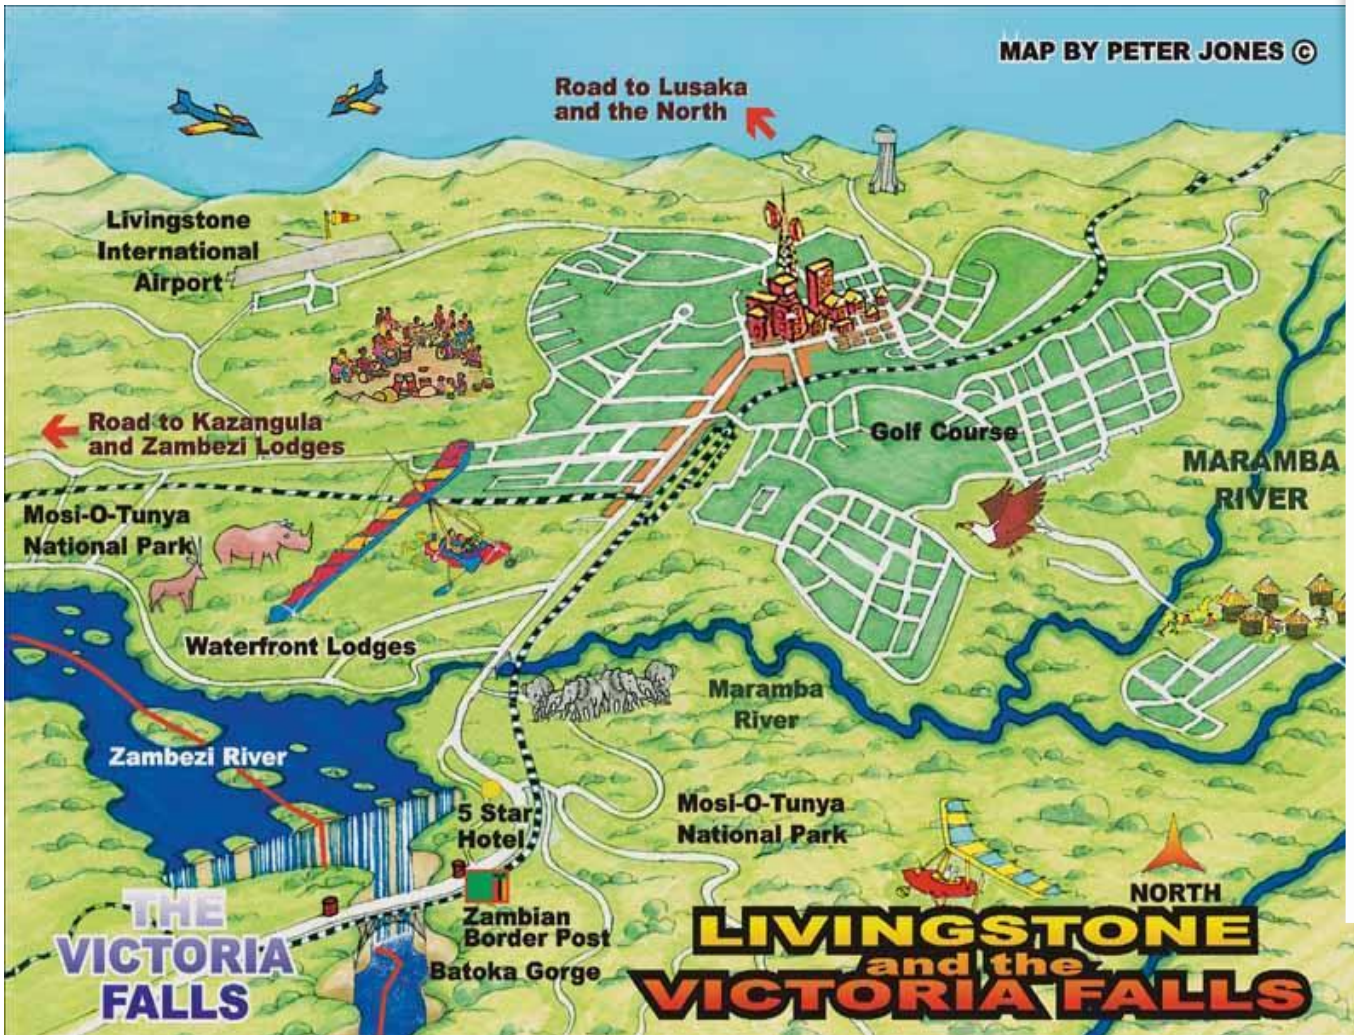 MAP BY PETER JONES ©
Road to Lusaka
and the North
Livingstone
International
Airport
Road to Kazangula
and Zambezi Lodges
Golf Course
MARAMBA
RIVER
Mosi-O-Tunya
National Park
Waterfront Lodges
Maramba
River
Zambezi River
5 Star
Hotel
Mosi-O-Tunya
National Park
NORTH
THE
VICTORIA
FALLS
Zambian
Border Post
Batoka Gorge
LIVINGSTONE
and the
VICTORIA FALLS